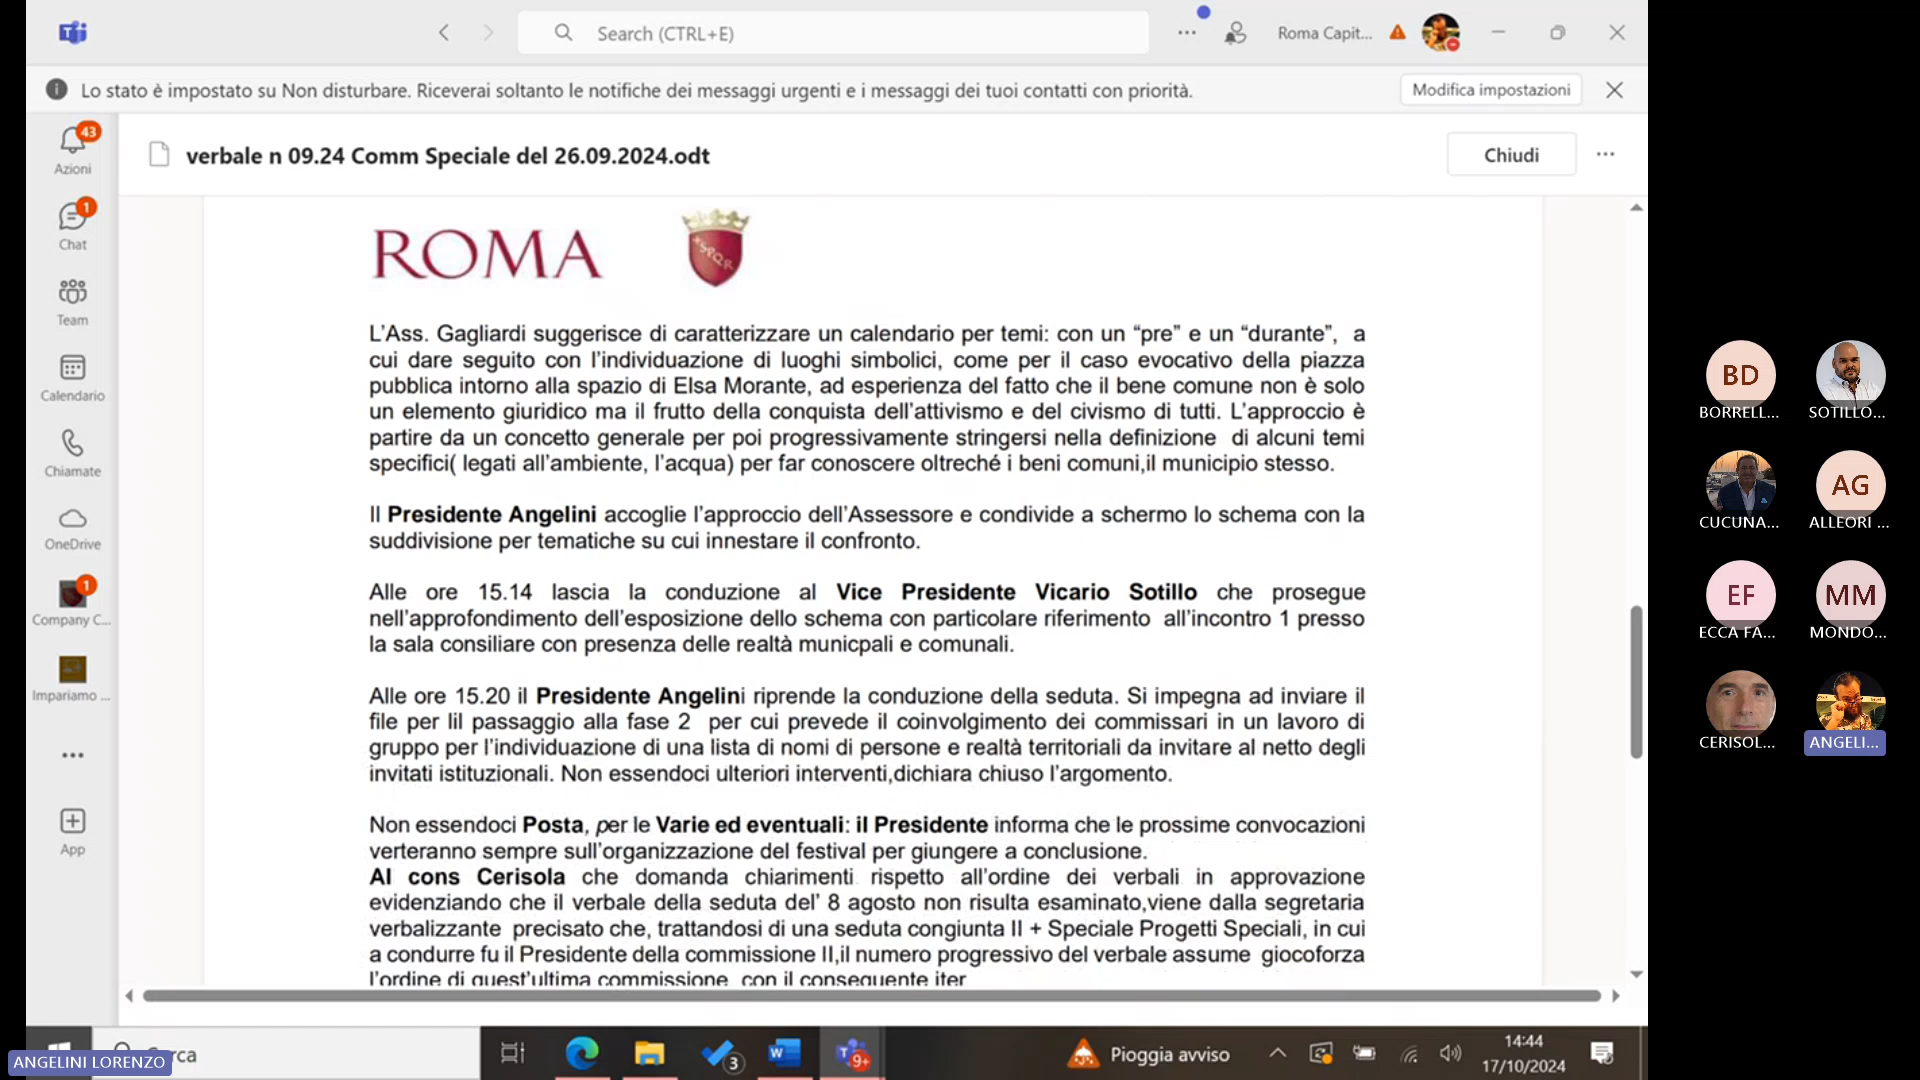 Search (CTRL+E)
Roma Capit...
Lo stato è impostato su Non disturbare. Riceverai soltanto le notifiche dei messaggi urgenti e i messaggi dei tuoi contatti con priorità.
Modifica impostazioni
43
Azioni
1
Chat
Team
Calendario
Chiamate
OneDrive
1
Company C...
Impariamo ...
App
verbale n 09.24 Comm Speciale del 26.09.2024.odt
Chiudi
ROMA
SPQR
L’Ass. Gagliardi suggerisce di caratterizzare un calendario per temi: con un “pre” e un “durante”, a
cui dare seguito con l’individuazione di luoghi simbolici, come per il caso evocativo della piazza
pubblica intorno alla spazio di Elsa Morante, ad esperienza del fatto che il bene comune non è solo
un elemento giuridico ma il frutto della conquista dell’attivismo e del civismo di tutti. L’approccio è
partire da un concetto generale per poi progressivamente stringersi nella definizione di alcuni temi
specifici( legati all’ambiente, l’acqua) per far conoscere oltreché i beni comuni,il municipio stesso.
Il Presidente Angelini accoglie l’approccio dell’Assessore e condivide a schermo lo schema con la
suddivisione per tematiche su cui innestare il confronto.
Alle ore 15.14 lascia la conduzione al Vice Presidente Vicario Sotillo che prosegue
nell’approfondimento dell’esposizione dello schema con particolare riferimento all’incontro 1 presso
la sala consiliare con presenza delle realtà municpali e comunali.
Alle ore 15.20 il Presidente Angelini riprende la conduzione della seduta. Si impegna ad inviare il
file per lil passaggio alla fase 2 per cui prevede il coinvolgimento dei commissari in un lavoro di
gruppo per l’individuazione di una lista di nomi di persone e realtà territoriali da invitare al netto degli
invitati istituzionali. Non essendoci ulteriori interventi,dichiara chiuso l’argomento.
Non essendoci Posta, per le Varie ed eventuali: il Presidente informa che le prossime convocazioni
verteranno sempre sull’organizzazione del festival per giungere a conclusione.
Al cons Cerisola che domanda chiarimenti rispetto all’ordine dei verbali in approvazione
evidenziando che il verbale della seduta del’ 8 agosto non risulta esaminato,viene dalla segretaria
verbalizzante precisato che, trattandosi di una seduta congiunta II + Speciale Progetti Speciali, in cui
a condurre fu il Presidente della commissione II,il numero progressivo del verbale assume giocoforza
l’ordine di quest’ultima commissione con il conseguente iter
BD
BORRELL...
SOTILLO...
CUCUNA...
AG
ALLEORI ...
EF
ECCA FA...
MM
MONDO...
CERISOL...
ANGELI...
ANGELINI LORENZO
rca
3
W
9+
Pioggia avviso
14:44
17/10/2024